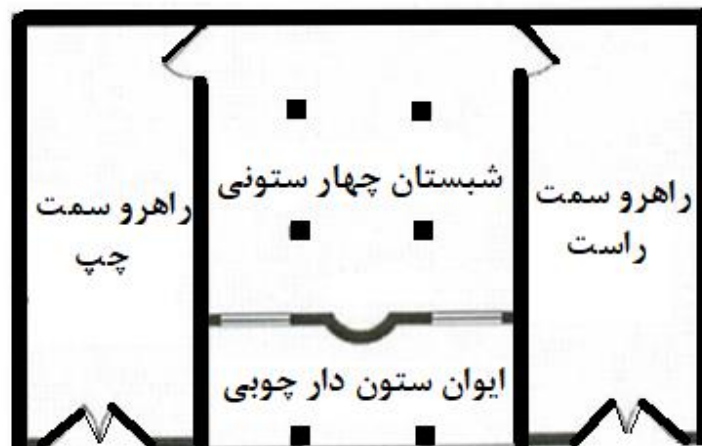 شبستان چهار ستونی
راهرو سمت
راست
راهرو سمت
چپ
ایوان ستون دار چوبی